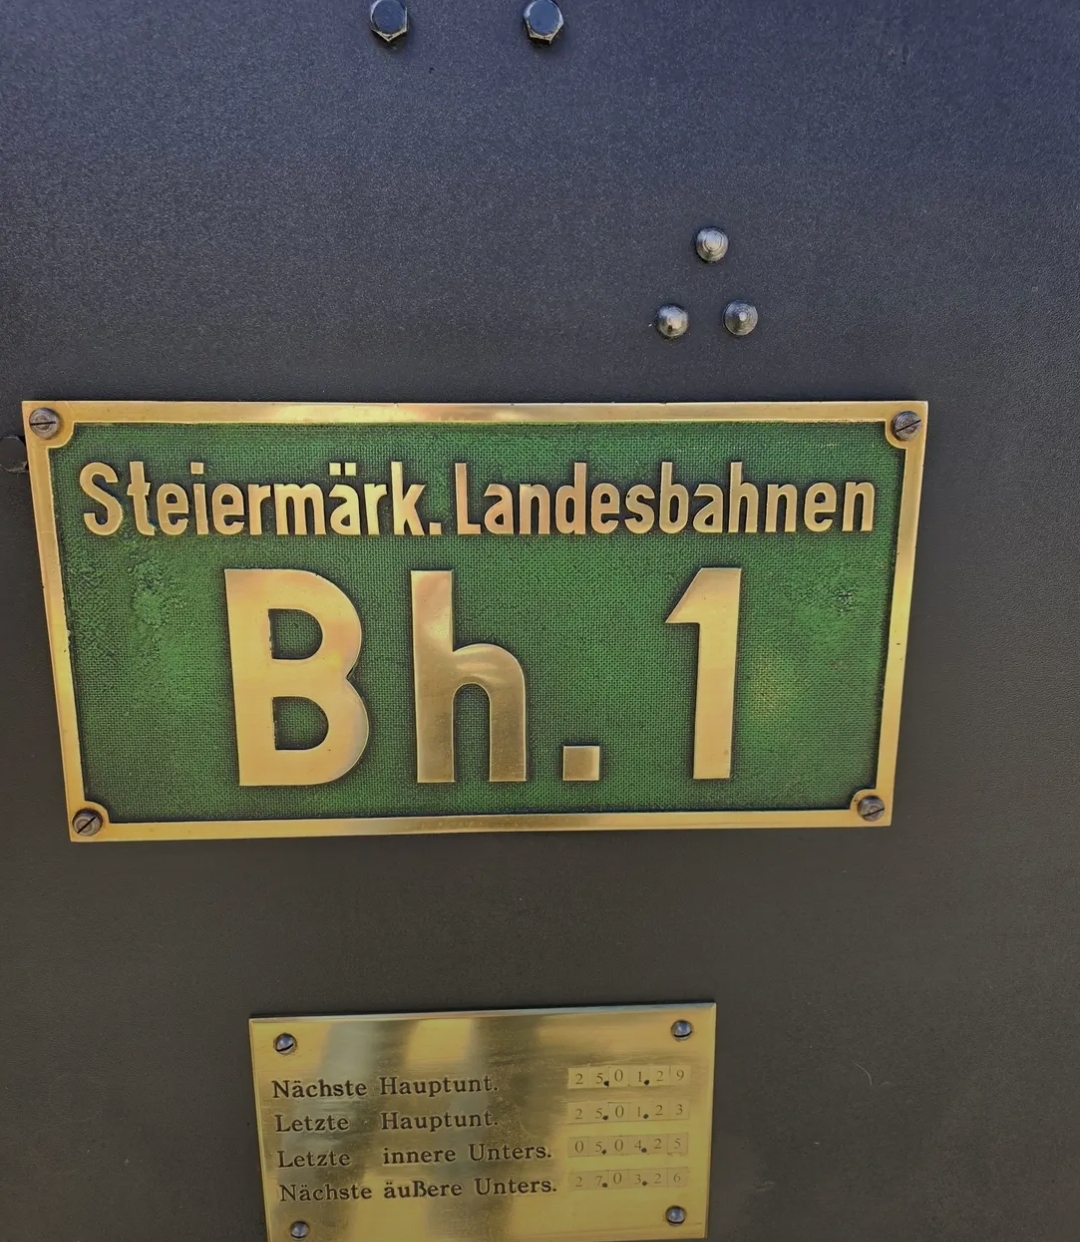 Steiermärk. Landesbahnen
Bh. 1
Nächste Hauptunt. 25.01.29
Letzte Hauptunt. 25.01.23
Letzte innere Unters. 05.04.25
Nächste äußere Unters. 27.03.26